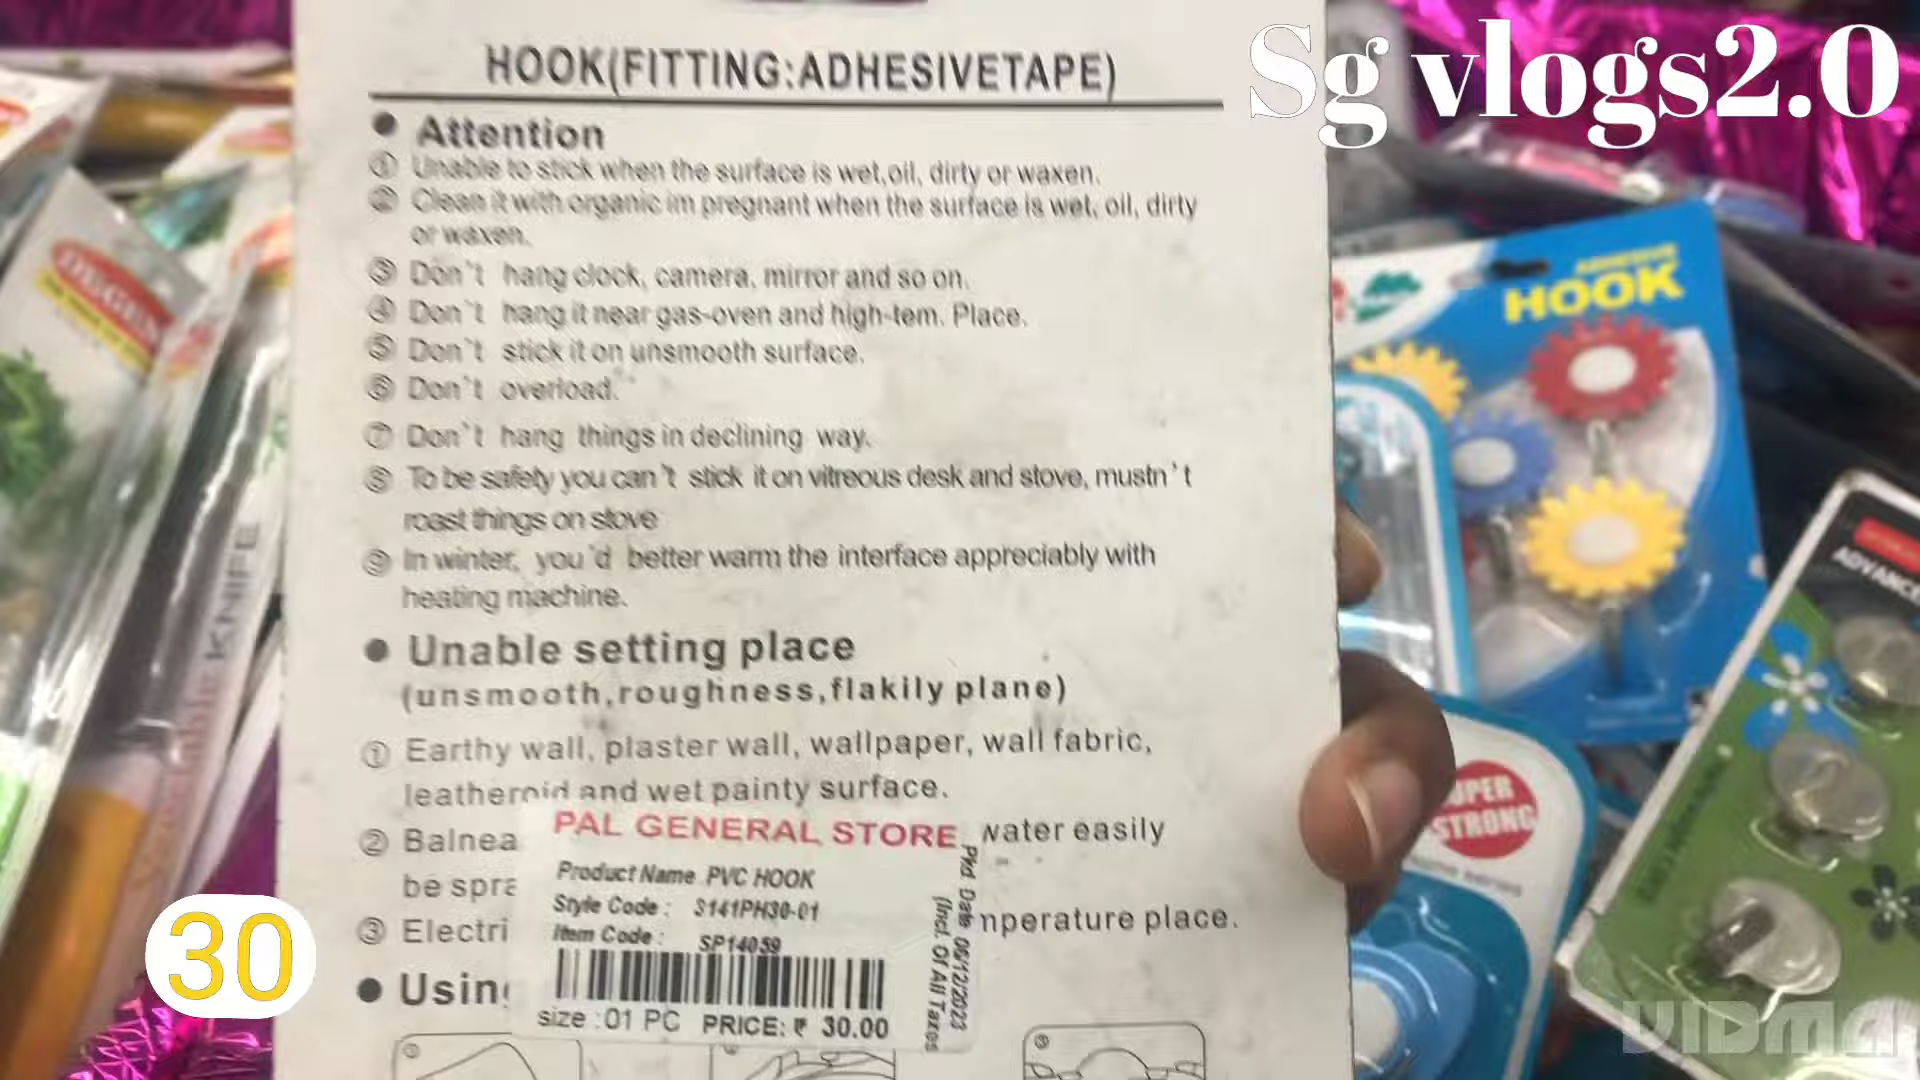 Sg vlogs2.0
HOOK(FITTING:ADHESIVETAPE)
● Attention
① Unable to stick when the surface is wet,oil, dirty or waxen.
② Clean it with organic im pregnant when the surface is wet, oil, dirty
or waxen.
③ Don't hang clock, camera, mirror and so on.
④ Don't hang it near gas-oven and high-tem. Place.
⑤ Don't stick it on unsmooth surface.
⑥ Don't overload.
⑦ Don't hang things in declining way.
⑧ To be safety you can't stick it on vitreous desk and stove, mustn't
roast things on stove
⑨ In winter, you'd better warm the interface appreciably with
heating machine.
● Unable setting place
(unsmooth,roughness,flakily plane)
① Earthy wall, plaster wall, wallpaper, wall fabric,
leatheroid and wet painty surface.
② Balnea water easily
be spra
③ Electri mperature place.
● Using
PAL GENERAL STORE
Product Name PVC HOOK
Style Code : 3141PH30-01
Item Code : SP14059
size :01 PC PRICE: ₹ 30.00
Pkd Date 06/12/2023
(Incl. Of All Taxes
30
KNIFE
ADHESIVE
HOOK
SUPER
STRONG
ADVANCE
VIDMA